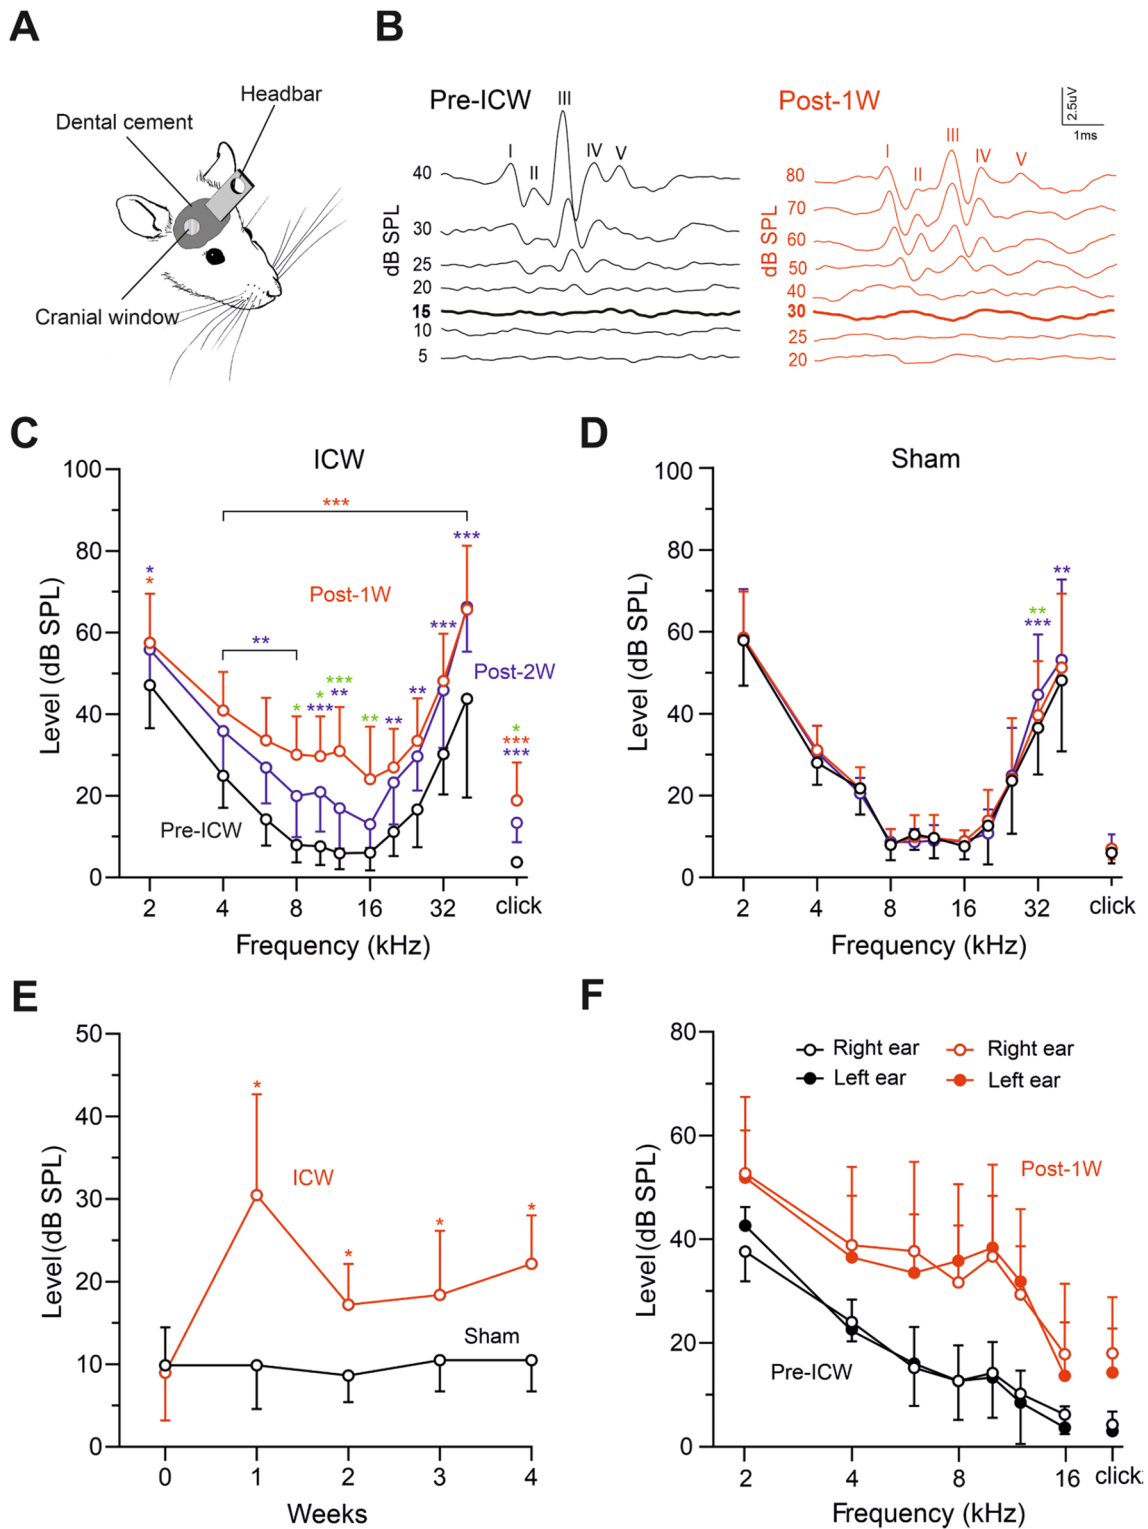 A
Headbar
Dental cement
Cranial window
B
Pre-ICW
III
I
II
IV
V
40
30
25
20
15
10
5
dB SPL
Post-1W
2.5uV
1ms
I
II
III
IV
V
80
70
60
50
40
30
25
20
dB SPL
C
ICW
100
80
60
40
20
0
Level (dB SPL)
***
*
*
**
Post-1W
***
***
Post-2W
*
*
***
***
**
**
**
**
*
***
***
Pre-ICW
2
4
8
16
32
click
Frequency (kHz)
D
Sham
100
80
60
40
20
0
Level (dB SPL)
**
**
***
2
4
8
16
32
click
Frequency (kHz)
E
50
40
30
20
10
0
Level (dB SPL)
*
ICW
*
*
*
Sham
0
1
2
3
4
Weeks
F
80
60
40
20
0
Level (dB SPL)
Right ear
Left ear
Right ear
Left ear
Post-1W
Pre-ICW
2
4
8
16
click
Frequency (kHz)